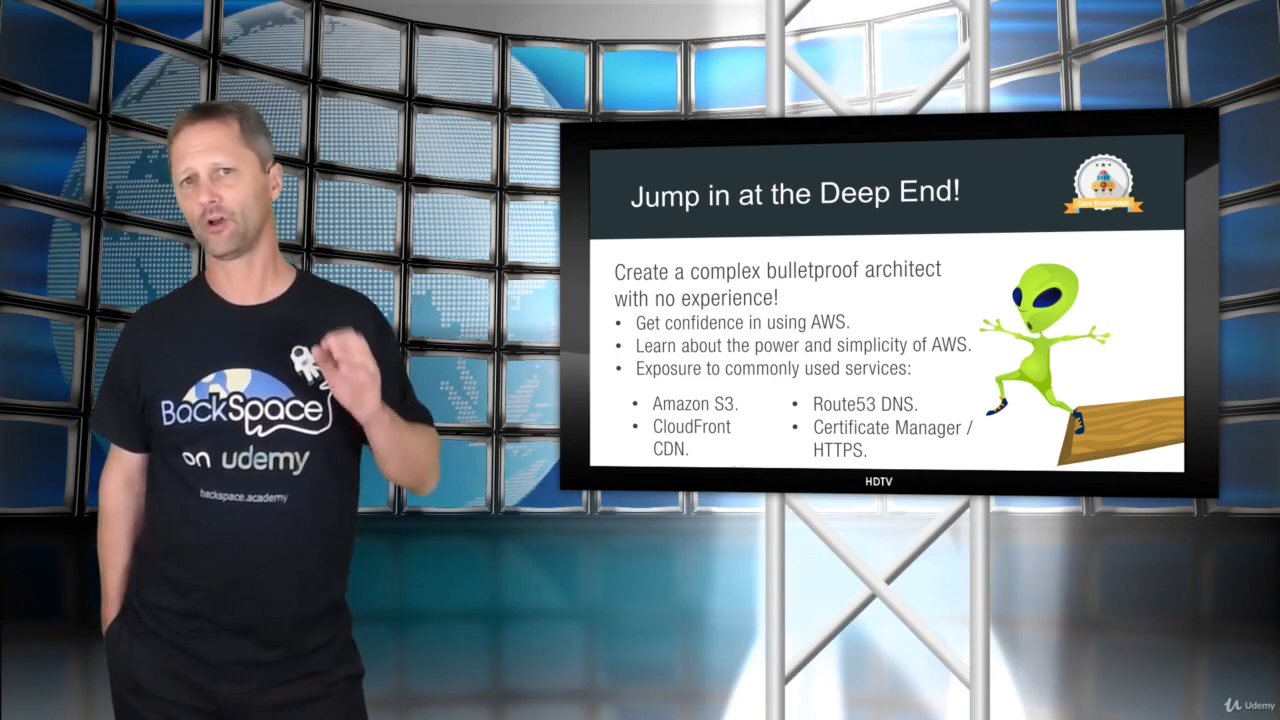 Jump in at the Deep End!
Core Knowledge
Create a complex bulletproof architect
with no experience!
• Get confidence in using AWS.
• Learn about the power and simplicity of AWS.
• Exposure to commonly used services:
• Amazon S3.
• CloudFront
CDN.
• Route53 DNS.
• Certificate Manager /
HTTPS.
HDTV
BackSpace
on udemy
backspace.academy
Udemy